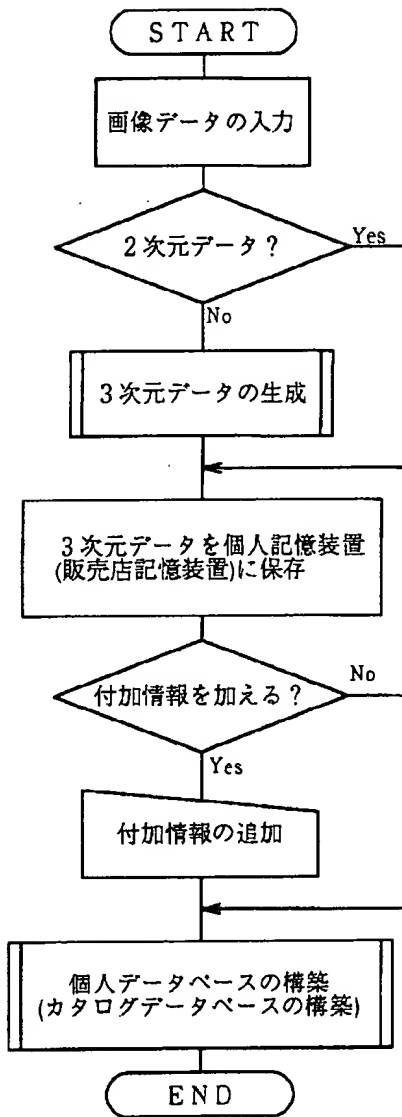 START
画像データの入力
2次元データ?
Yes
No
3次元データの生成
3次元データを個人記憶装置
(販売店記憶装置)に保存
付加情報を加える?
No
Yes
付加情報の追加
個人データベースの構築
(カタログデータベースの構築)
END